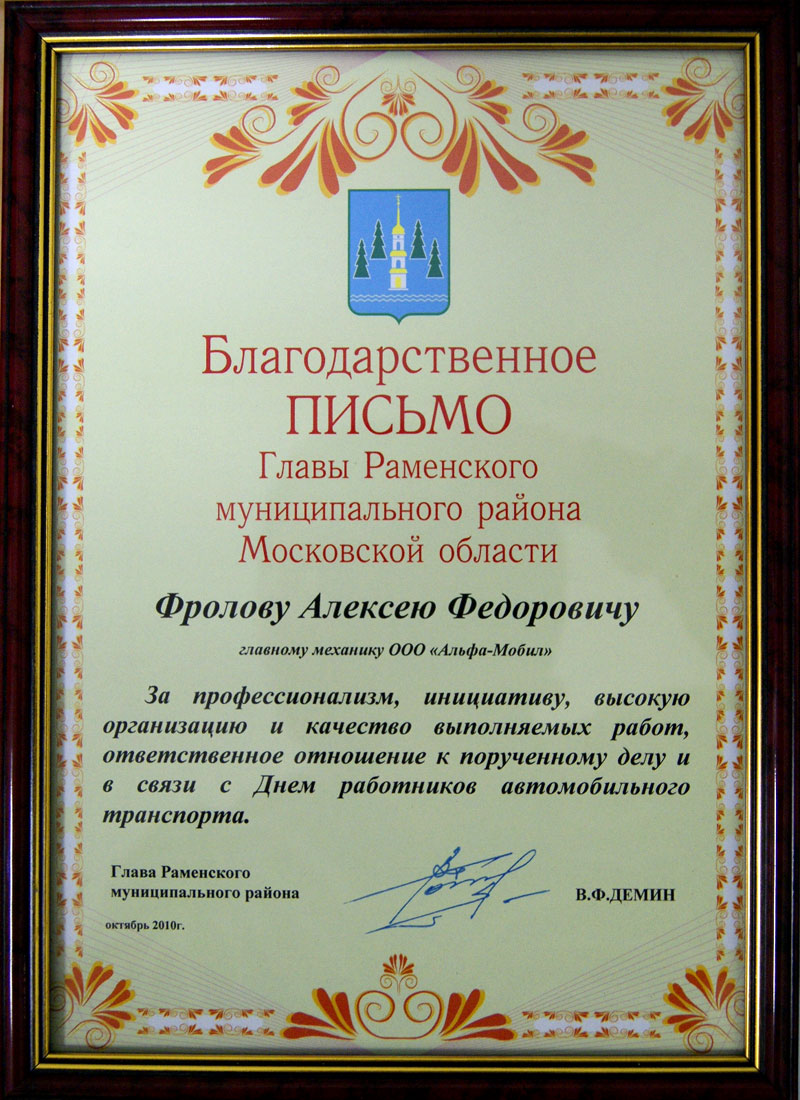 Благодарственное
ПИСЬМО
Главы Раменского
муниципального района
Московской области
Фролову Алексею Федоровичу
главному механику ООО «Альфа-Мобил»
За профессионализм, инициативу, высокую
организацию и качество выполняемых работ,
ответственное отношение к порученному делу и
в связи с Днем работников автомобильного
транспорта.
Глава Раменского
муниципального района
В.Ф.ДЕМИН
октябрь 2010г.